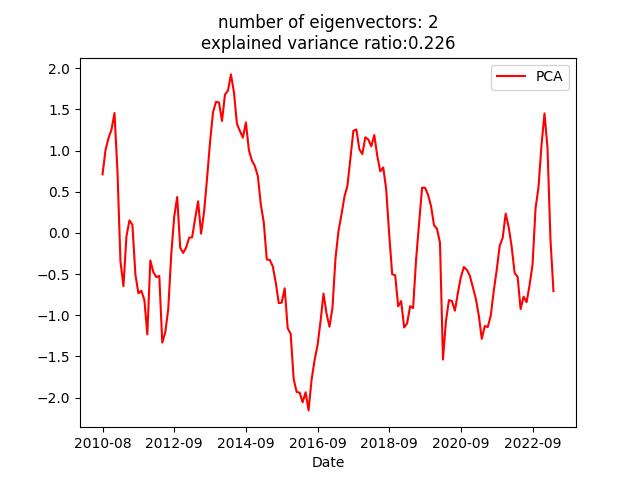 number of eigenvectors: 2
explained variance ratio:0.226
PCA
2.0
1.5
1.0
0.5
0.0
−0.5
−1.0
−1.5
−2.0
2010-08 2012-09 2014-09 2016-09 2018-09 2020-09 2022-09
Date